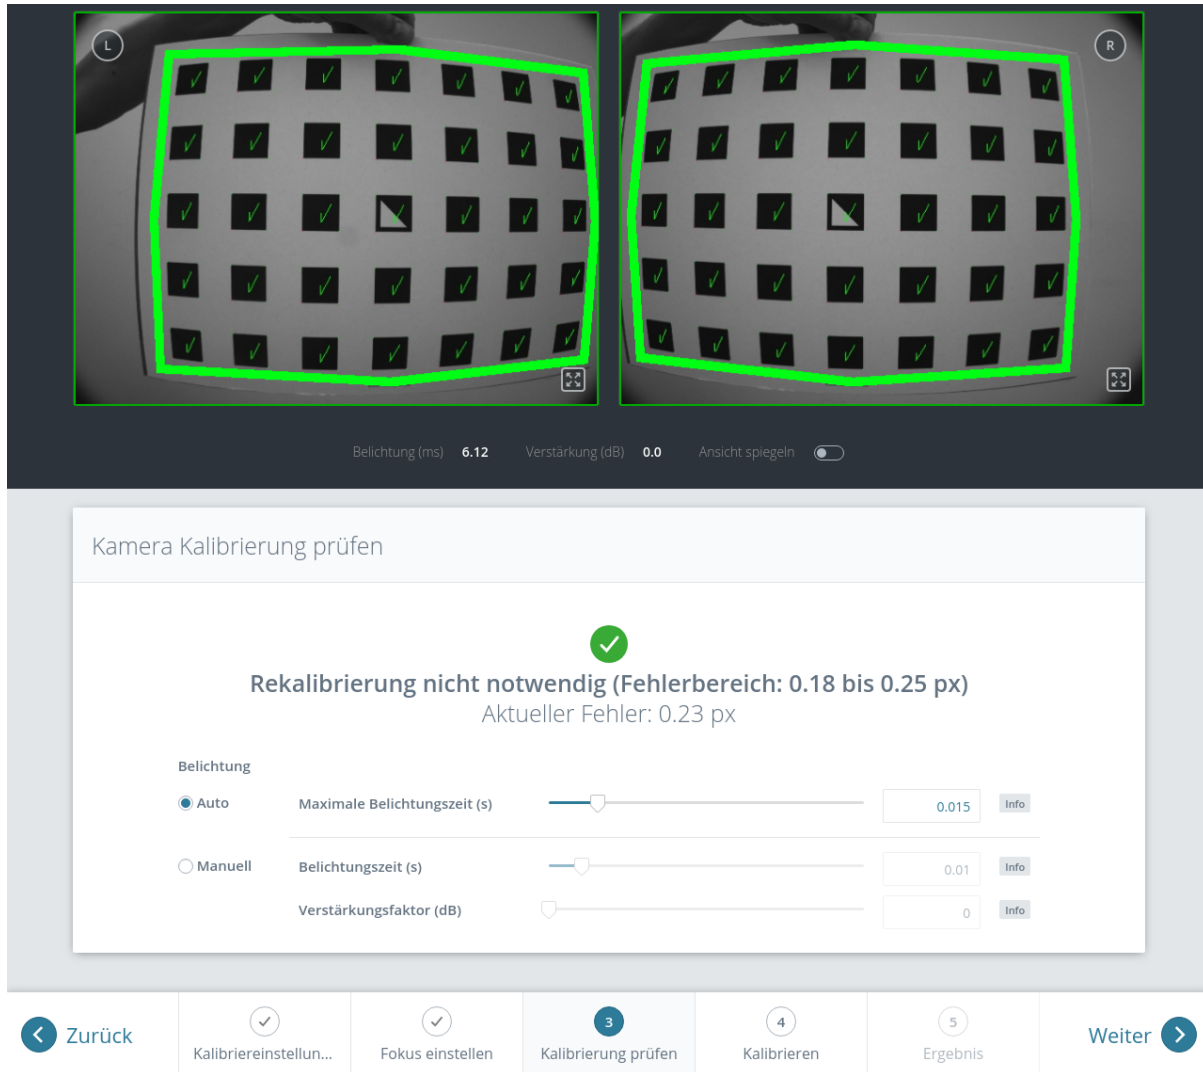 L
R
Belichtung (ms) 6.12 Verstärkung (dB) 0.0 Ansicht spiegeln
Kamera Kalibrierung prüfen
Rekalibrierung nicht notwendig (Fehlerbereich: 0.18 bis 0.25 px)
Aktueller Fehler: 0.23 px
Belichtung
Auto Maximale Belichtungszeit (s) 0.015 Info
Manuell Belichtungszeit (s) 0.01 Info
Verstärkungsfaktor (dB) 0 Info
Zurück
Kalibriereinstellun...
Fokus einstellen
3
Kalibrierung prüfen
4
Kalibrieren
5
Ergebnis
Weiter